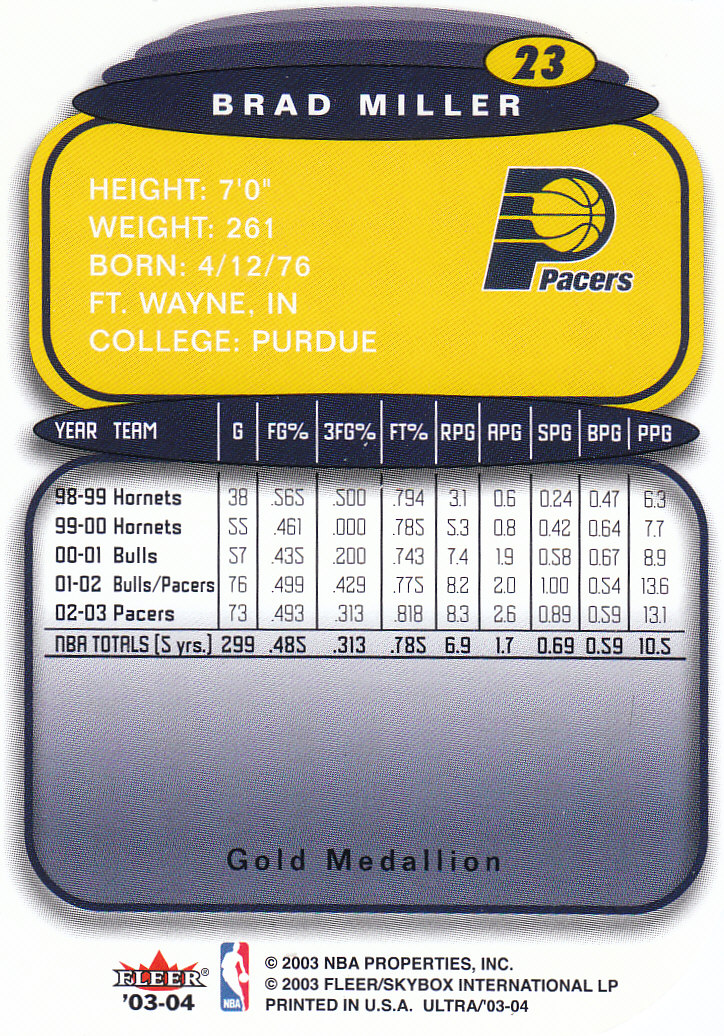 23
BRAD MILLER
HEIGHT: 7'0"
WEIGHT: 261
BORN: 4/12/76
FT. WAYNE, IN
COLLEGE: PURDUE
Pacers
YEAR TEAM G FG% 3FG% FT% RPG APG SPG BPG PPG
98-99 Hornets 38 .565 .500 .794 3.1 0.6 0.24 0.47 6.3
99-00 Hornets 55 .461 .000 .785 5.3 0.8 0.42 0.64 7.7
00-01 Bulls 57 .435 .200 .743 7.4 1.9 0.58 0.67 8.9
01-02 Bulls/Pacers 76 .499 .429 .775 8.2 2.0 1.00 0.54 13.6
02-03 Pacers 73 .493 .313 .818 8.3 2.6 0.89 0.59 13.1
NBA TOTALS (5 yrs.) 299 .485 .313 .785 6.9 1.7 0.69 0.59 10.5
Gold Medallion
FLEER®
'03-04
NBA
© 2003 NBA PROPERTIES, INC.
© 2003 FLEER/SKYBOX INTERNATIONAL LP
PRINTED IN U.S.A. ULTRA/'03-04